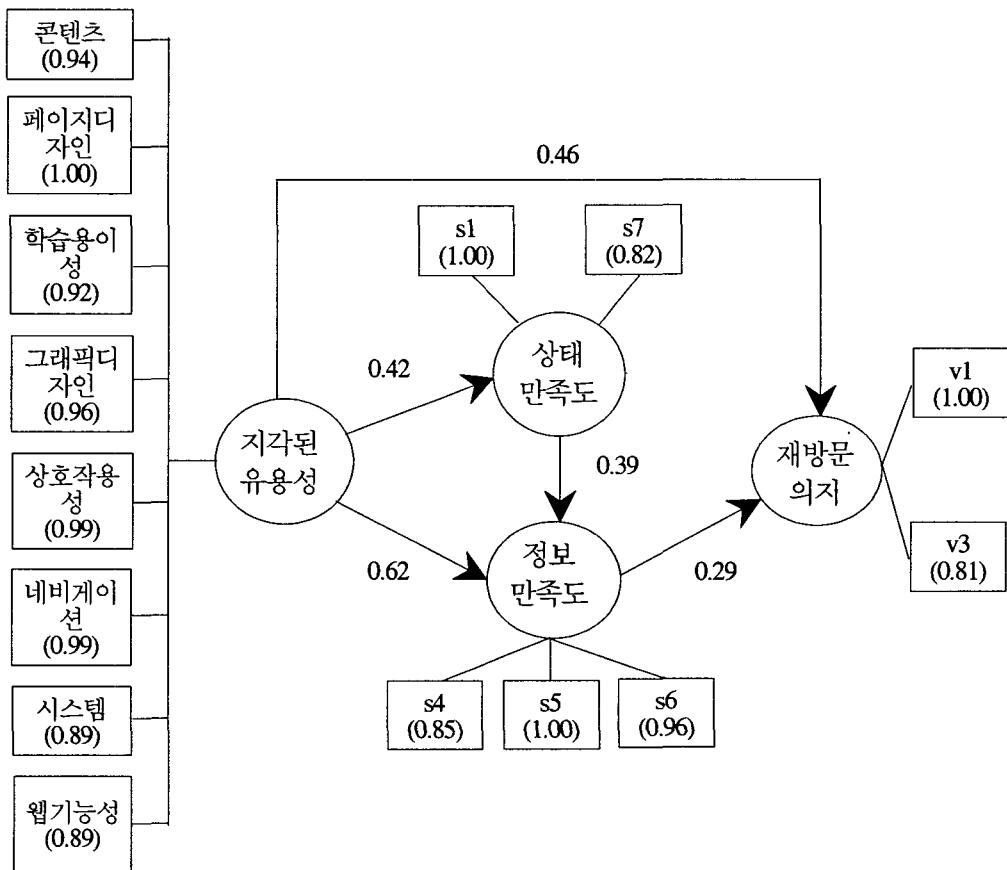 콘텐츠
(0.94)
페이지디
자인
(1.00)
학습용이
성
(0.92)
그래픽디
자인
(0.96)
상호작용
성
(0.99)
네비게이
션
(0.99)
시스템
(0.89)
웹기능성
(0.89)
지각된
유용성
0.46
s1
(1.00)
s7
(0.82)
상태
만족도
0.42
0.39
0.62
정보
만족도
0.29
s4
(0.85)
s5
(1.00)
s6
(0.96)
재방문
의지
v1
(1.00)
v3
(0.81)